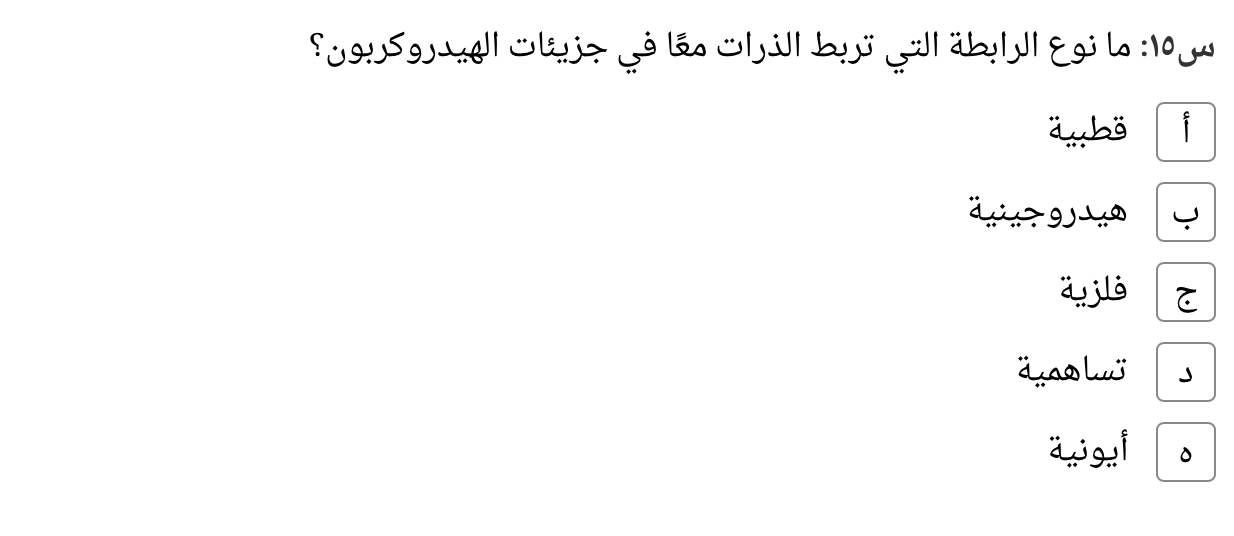 س١٥: ما نوع الرابطة التي تربط الذرات معًا في جزيئات الهيدروكربون؟
أ قطبية
ب هيدروجينية
ج فلزية
د تساهمية
ه أيونية